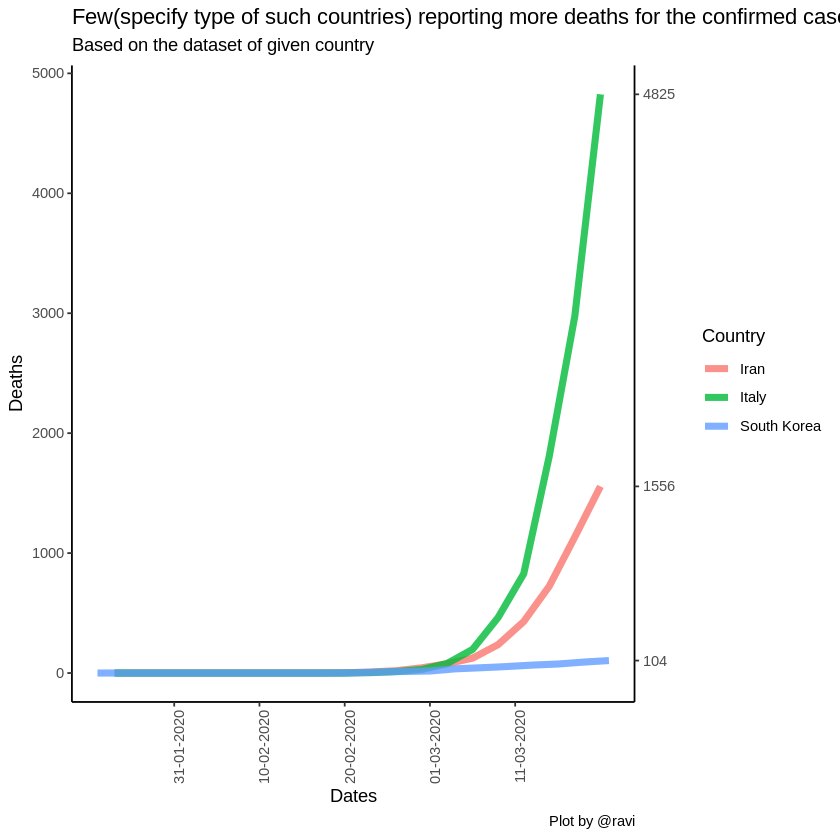 Few(specify type of such countries) reporting more deaths for the confirmed
Based on the dataset of given country
5000
4000
3000
2000
1000
0
Deaths
4825
1556
104
31-01-2020
10-02-2020
20-02-2020
01-03-2020
11-03-2020
Dates
Country
Iran
Italy
South Korea
Plot by @ravi